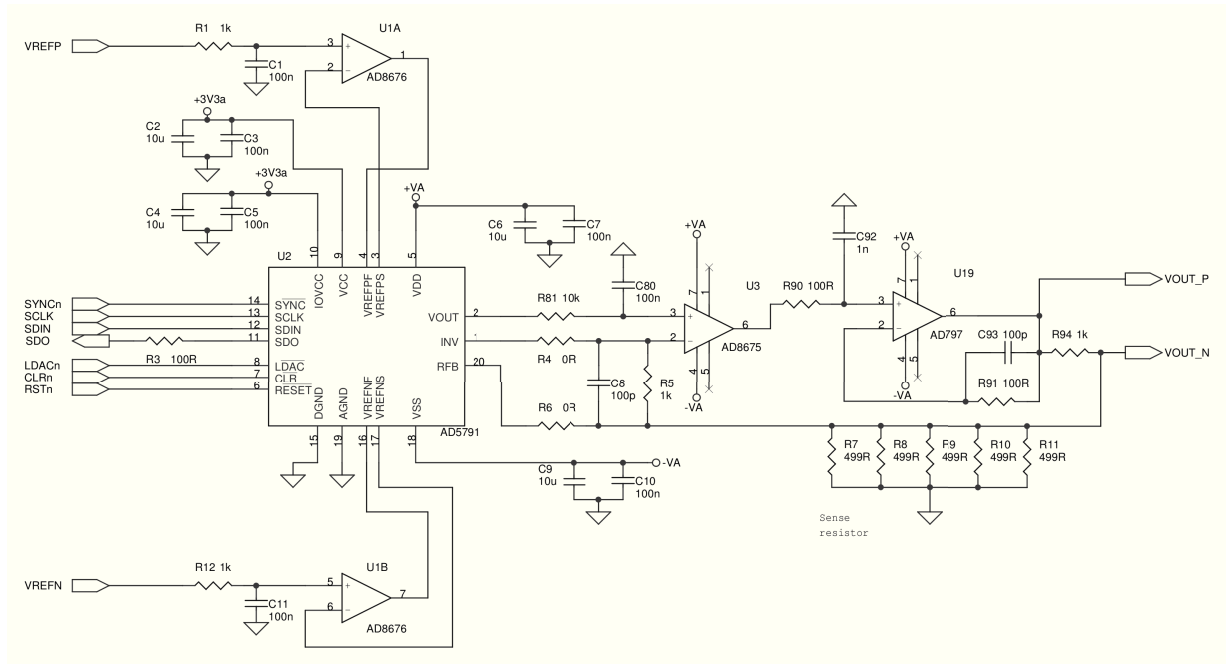 VREFP
R1 1k
C1
100n
U1A
3
2
1
AD8676
+3V3a
C2
10u
C3
100n
+3V3a
C4
10u
C5
100n
+VA
C6
10u
C7
100n
U2
10
9
4
3
5
IOVCC
VCC
VREFPF
VREFPS
VDD
SYNCn
SCLK
SDIN
SDO
LDACn
CLRn
RSTn
R3 100R
14
13
12
11
8
7
6
SYNC
SCLK
SDIN
SDO
LDAC
CLR
RESET
VOUT
INV
RFB
2
20
DGND
AGND
VREFNF
VREFNS
VSS
AD5791
15
19
16
17
18
R81 10k
C80
100n
R4 0R
C8
100p
R5
1k
R6
+VA
U3
7
1
3
2
6
4
5
AD8675
-VA
R90 100R
C92
1n
+VA
U19
7
1
3
2
6
4
5
AD797
-VA
C93 100p
R91 100R
R94 1k
VOUT_P
VOUT_N
R7
499R
R8
499R
499R
R10
499R
R11
499R
Sense
resistor
C9
10u
C10
100n
-VA
VREFN
R12 1k
C11
100n
U1B
5
6
7
AD8676